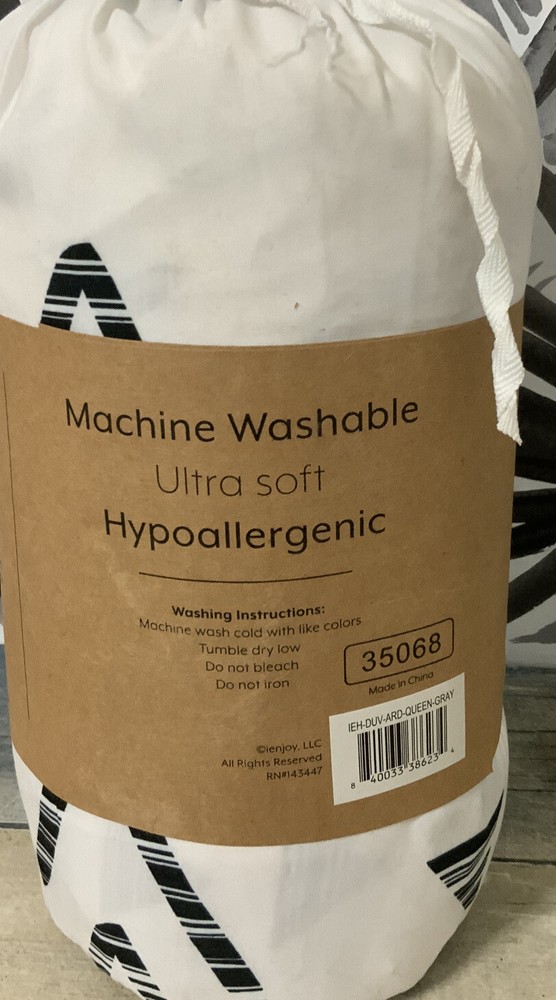 Machine Washable
Ultra soft
Hypoallergenic
Washing Instructions:
Machine wash cold with like colors
Tumble dry low
Do not bleach
Do not iron
35068
Made in China
IEH-DUV-ARD-QUEEN-GRAY
8 40033 38623 4
©ienjoy, LLC
All Rights Reserved
RN#143447